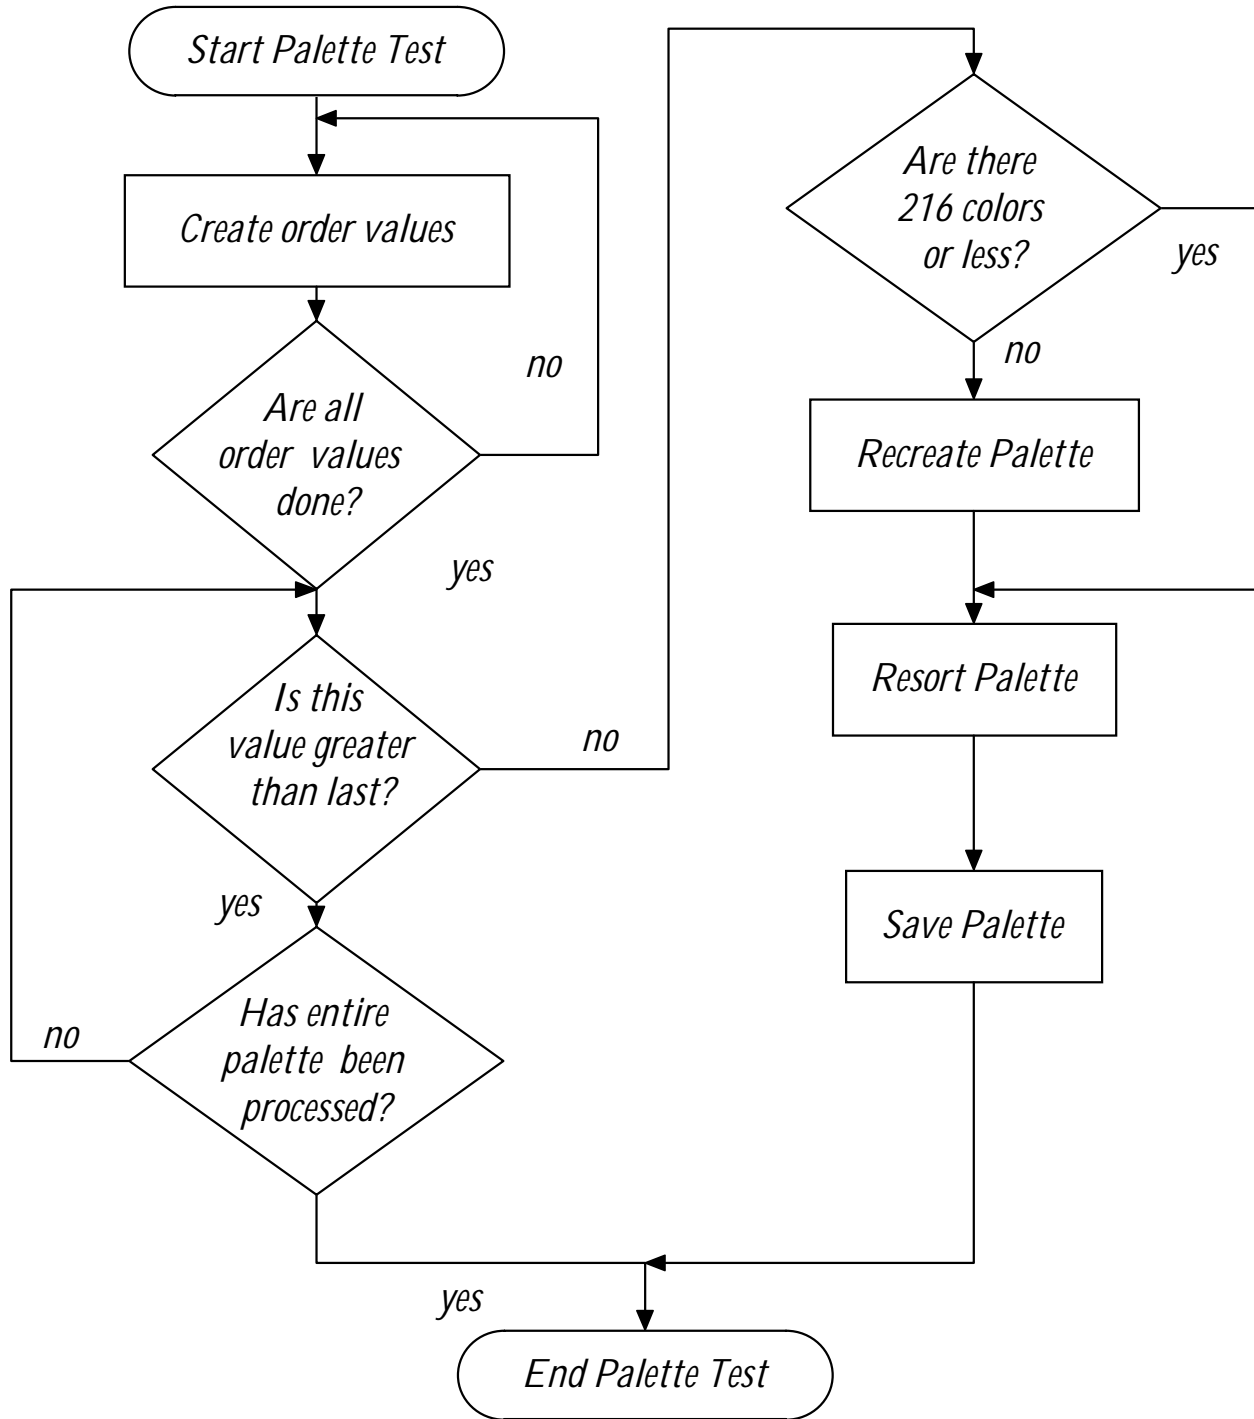 Start Palette Test
Create order values
no
Are all
order values
done?
yes
Is this
value greater
than last?
no
yes
Has entire
palette been
processed?
no
yes
Are there
216 colors
or less?
yes
no
Recreate Palette
Resort Palette
Save Palette
End Palette Test